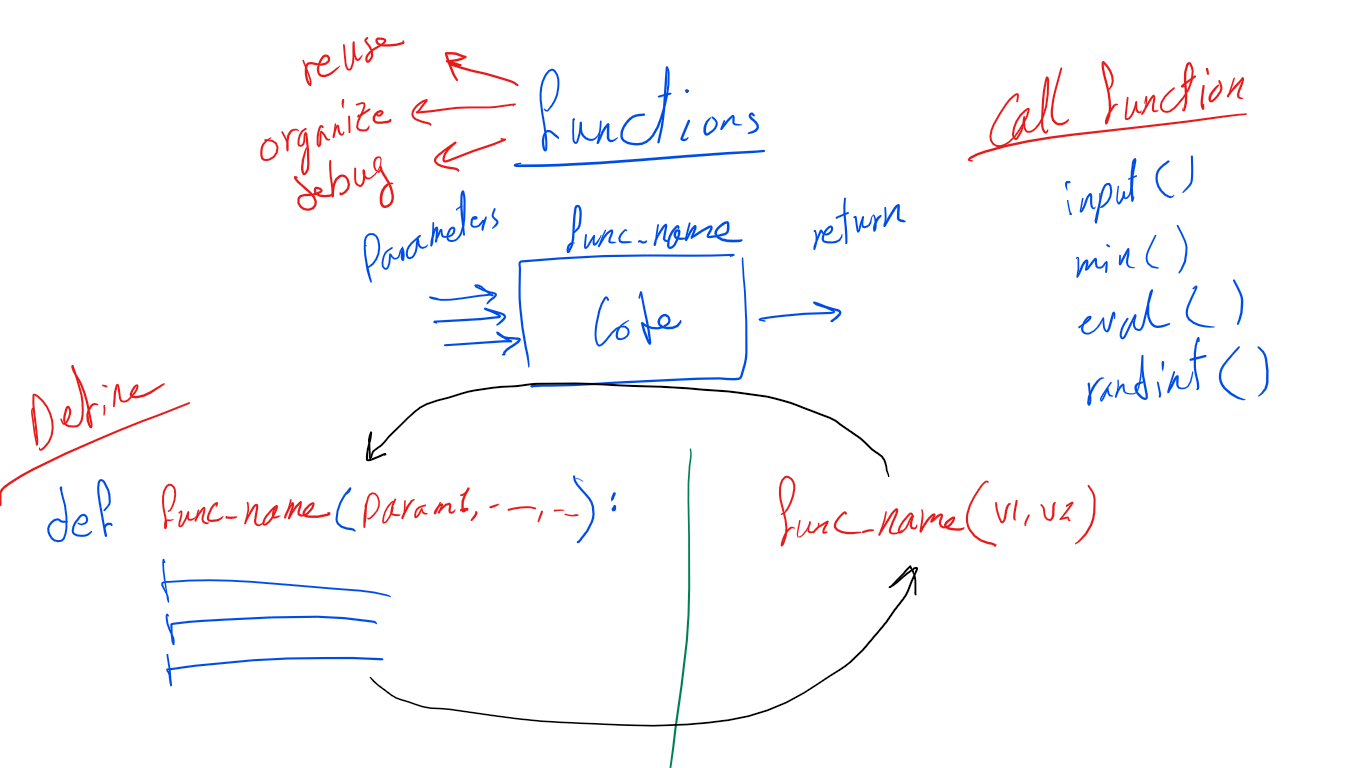 reuse
organize
debug
functions
Parameters
func_name
return
Code
Call function
input ()
min ()
eval ()
randint ()
Define
def func_name(param1, - —, - -):
func_name(v1, v2)